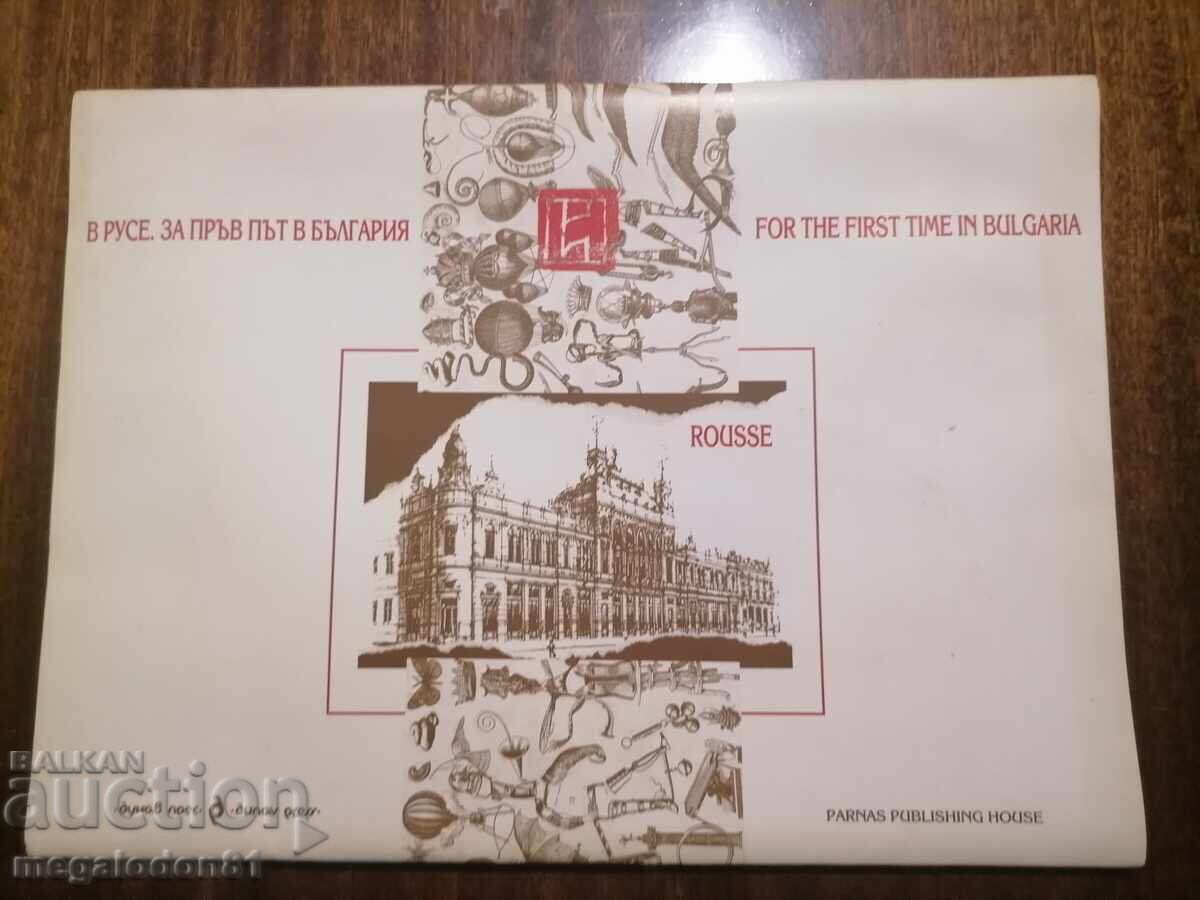 В РУСЕ. ЗА ПРЪВ ПЪТ В БЪЛГАРИЯ
FOR THE FIRST TIME IN BULGARIA
ROUSSE
BALKAN
auction
PARNAS PUBLISHING HOUSE
megalodon81